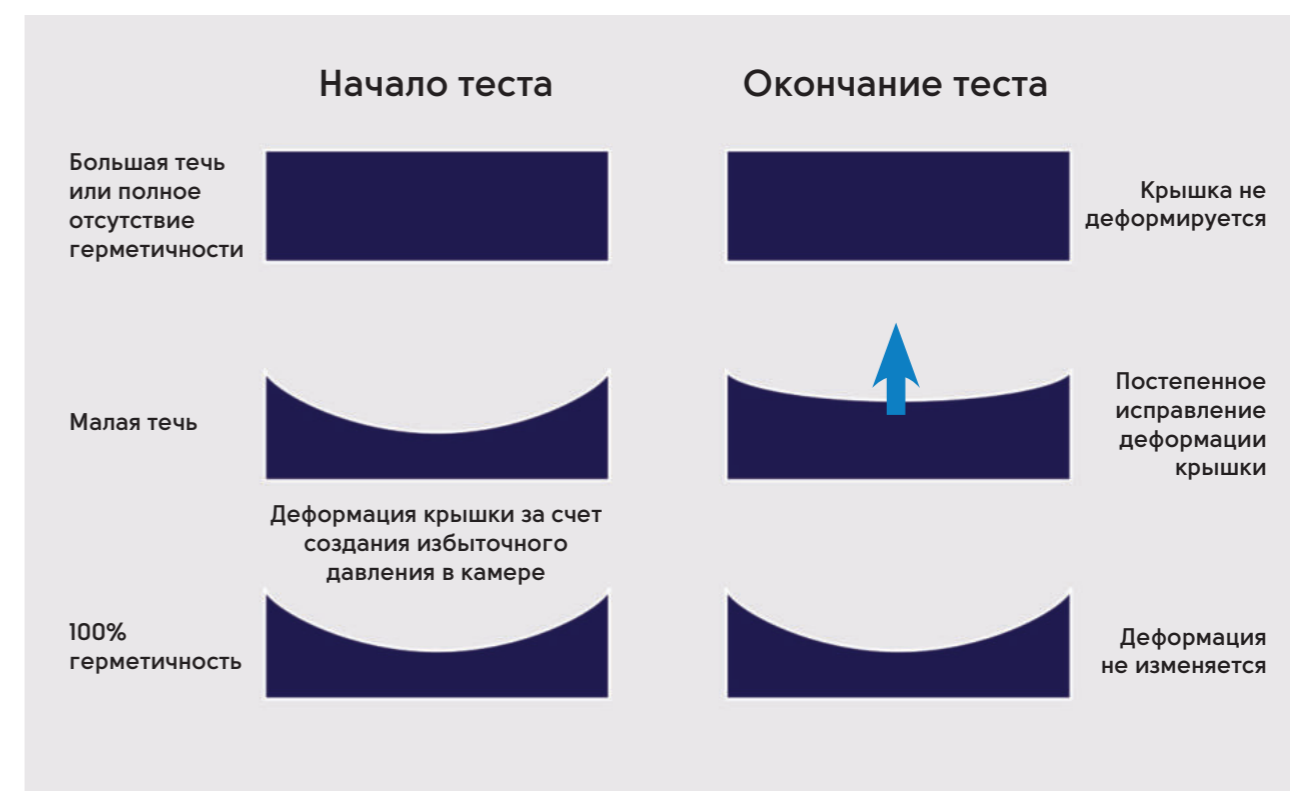 Начало теста
Окончание теста
Большая течь
или полное
отсутствие
герметичности
Крышка не
деформируется
Малая течь
Постепенное
исправление
деформации
крышки
Деформация крышки за счет
создания избыточного
давления в камере
100%
герметичность
Деформация
не изменяется